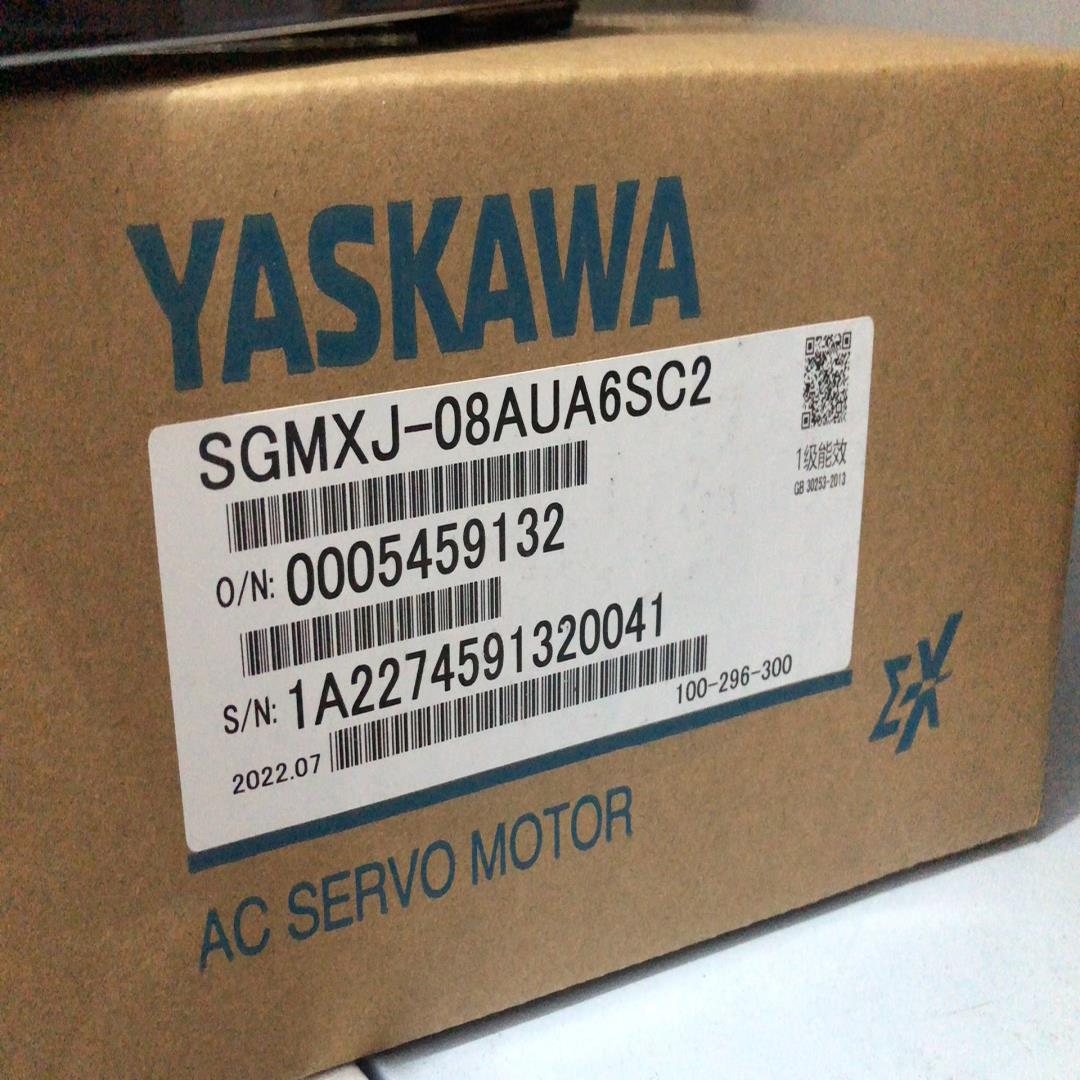 YASKAWA
SGMXJ-08AUA6SC2
1级能效
GB 30253-2013
O/N: 0005459132
S/N: 1A2274591320041
2022.07
100-296-300
AC SERVO MOTOR
Σ-X